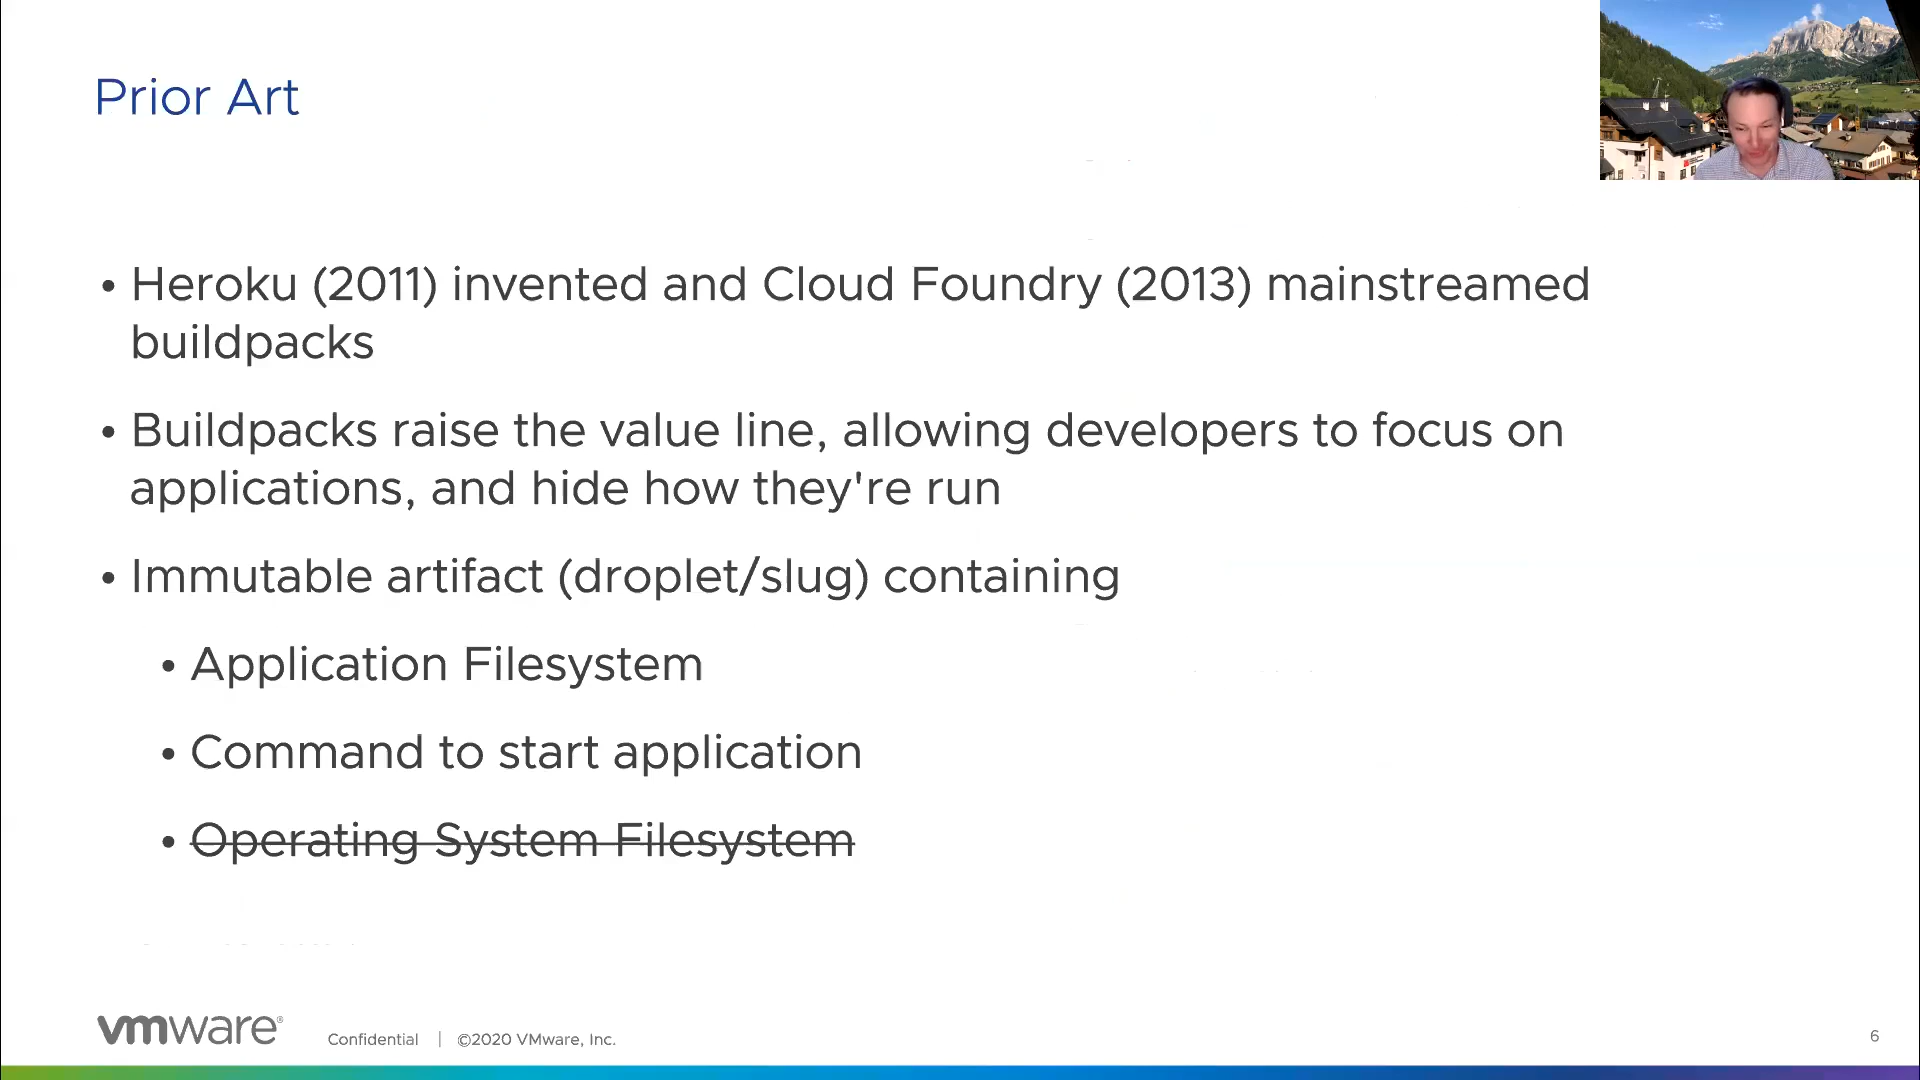 Prior Art
• Heroku (2011) invented and Cloud Foundry (2013) mainstreamed
buildpacks
• Buildpacks raise the value line, allowing developers to focus on
applications, and hide how they're run
• Immutable artifact (droplet/slug) containing
• Application Filesystem
• Command to start application
• Operating System Filesystem
vmware® Confidential | ©2020 VMware, Inc. 6